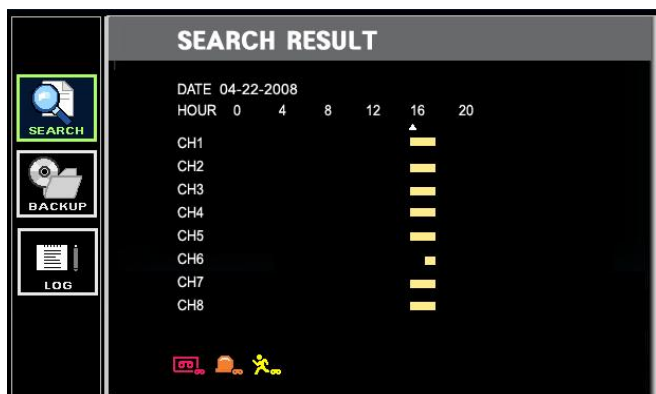 SEARCH RESULT
DATE 04-22-2008
HOUR 0 4 8 12 16 20
SEARCH
CH1
CH2
CH3
BACKUP
CH4
CH5
CH6
LOG
CH7
CH8